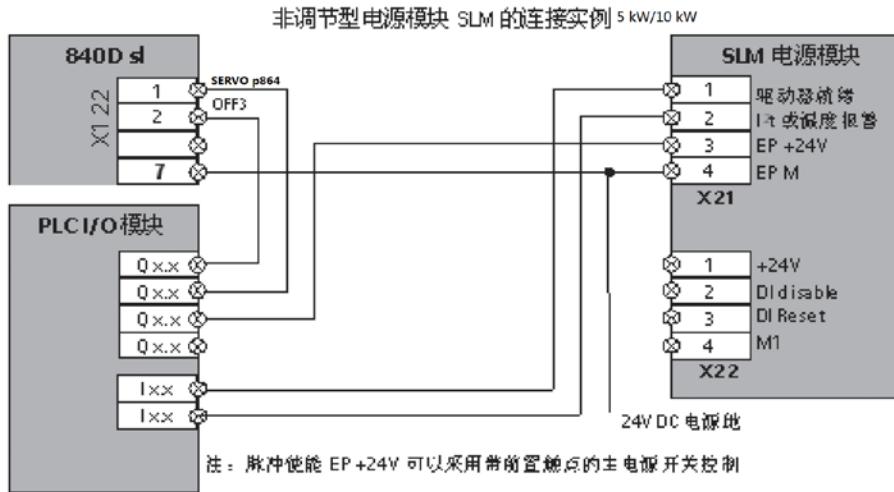 非调节型电源模块 SLM 的连接实例 5 kW/10 kW
840D sl
X122
1
2
7
SERVO p864
OFF3
PLC I/O 模块
Q x.x
Q x.x
Q x.x
Q x.x
I x.x
I x.x
SLM 电源模块
1 驱动器就绪
2 I²t 或温度报警
3 EP +24V
4 EP M
X21
1 +24V
2 DI disable
3 DI Reset
4 M1
X22
24V DC 电源地
注：脉冲使能 EP +24V 可以采用带前置触点的主电源开关控制